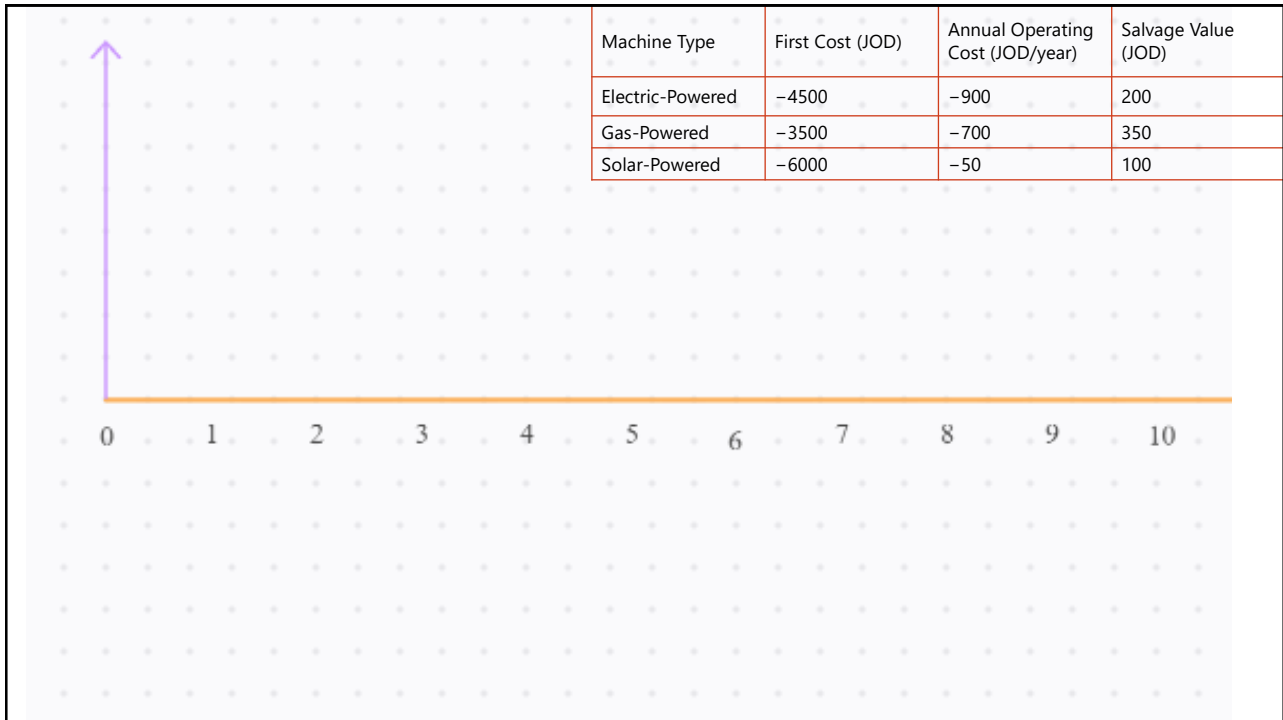 Machine Type First Cost (JOD) Annual Operating Cost (JOD/year) Salvage Value (JOD)
Electric-Powered −4500 −900 200
Gas-Powered −3500 −700 350
Solar-Powered −6000 −50 100
0 1 2 3 4 5 6 7 8 9 10